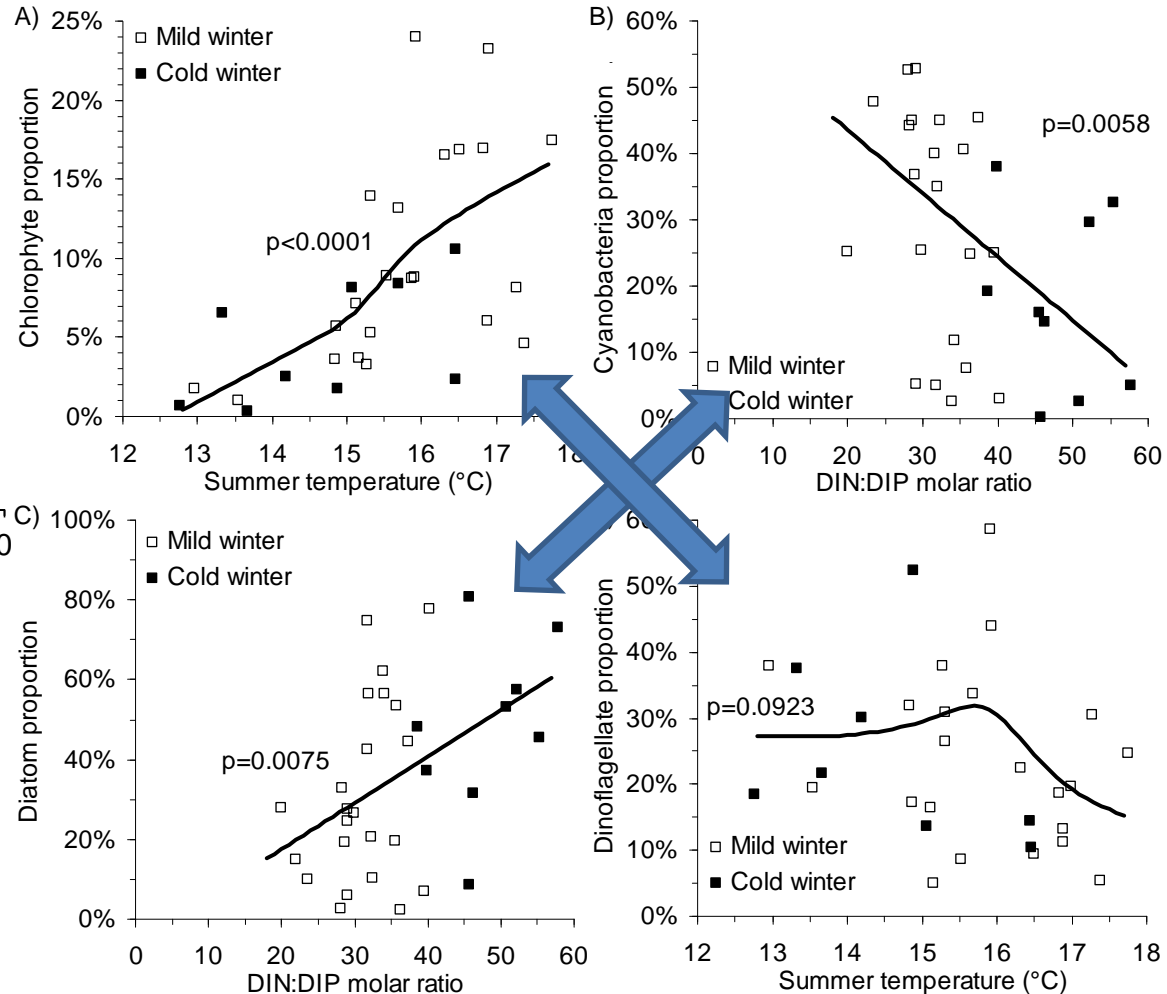 A)
25%
20%
15%
10%
5%
0%
Chlorophyte proportion
□ Mild winter
■ Cold winter
p<0.0001
12 13 14 15 16 17 18
Summer temperature (°C)
B)
60%
50%
40%
30%
20%
10%
0%
Cyanobacteria proportion
p=0.0058
□ Mild winter
Cold winter
0 10 20 30 40 50 60
DIN:DIP molar ratio
C)
0
100%
80%
60%
40%
20%
0%
Diatom proportion
□ Mild winter
■ Cold winter
p=0.0075
0 10 20 30 40 50 60
DIN:DIP molar ratio
50%
40%
30%
20%
10%
0%
Dinoflagellate proportion
p=0.0923
□ Mild winter
■ Cold winter
12 13 14 15 16 17 18
Summer temperature (°C)